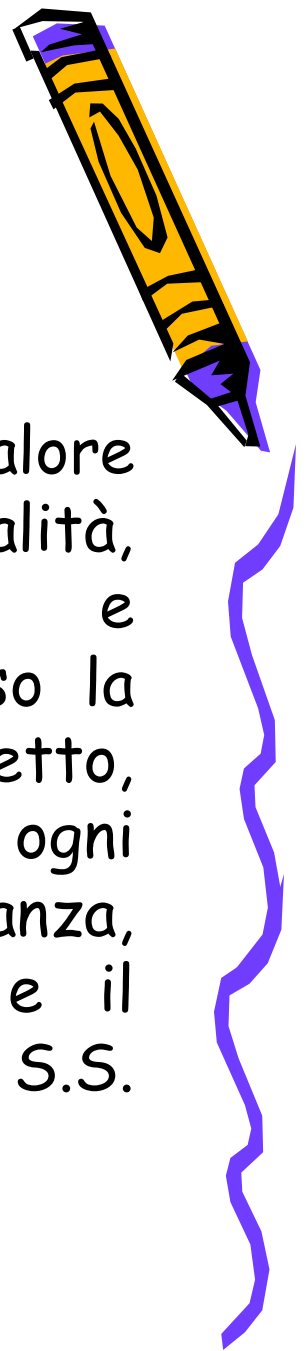 alore
alità,
e
so la
etto,
ogni
anza,
e il
S.S.